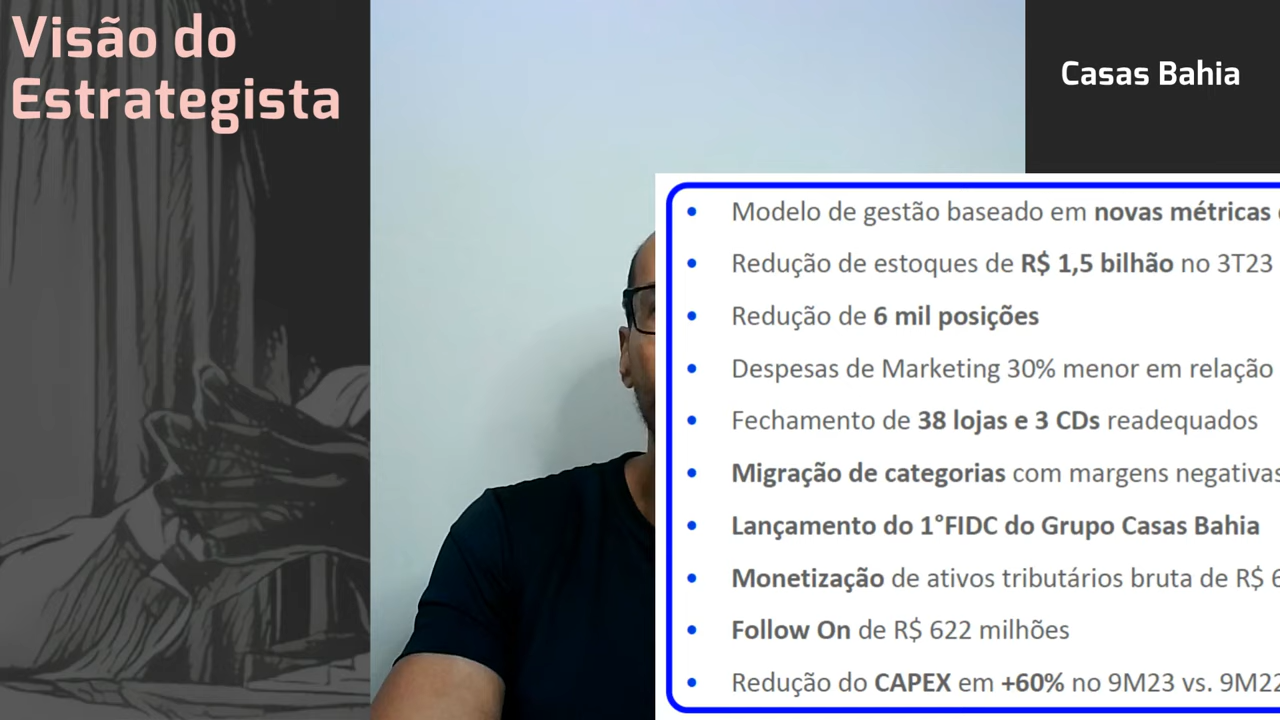 Visão do
Estrategista
Casas Bahia
Modelo de gestão baseado em novas métricas
Redução de estoques de R$ 1,5 bilhão no 3T23
Redução de 6 mil posições
Despesas de Marketing 30% menor em relação
Fechamento de 38 lojas e 3 CDs readequados
Migração de categorias com margens negativas
Lançamento do 1°FIDC do Grupo Casas Bahia
Monetização de ativos tributários bruta de R$
Follow On de R$ 622 milhões
Redução do CAPEX em +60% no 9M23 vs. 9M22